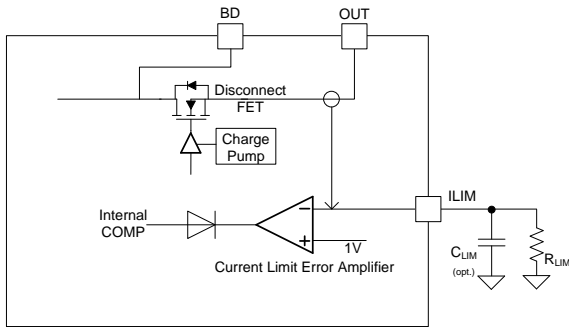 BD
OUT
Disconnect
FET
Charge
Pump
Internal
COMP
ILIM
1V
Current Limit Error Amplifier
CLIM
(opt.)
RLIM